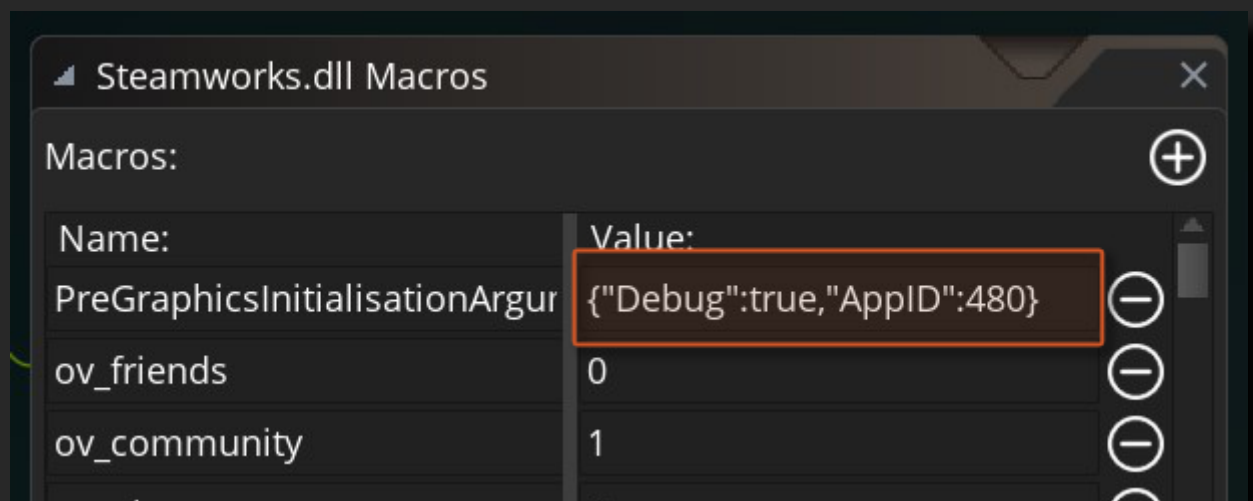 Steamworks.dll Macros
Macros:
Name: Value:
PreGraphicsInitialisationArgur {"Debug":true,"AppID":480}
ov_friends 0
ov_community 1